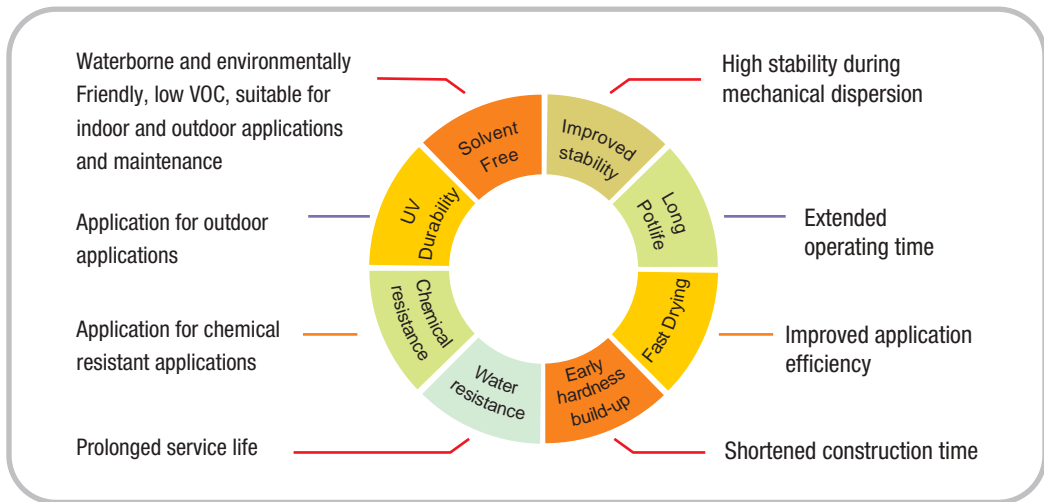 Waterborne and environmentally
Friendly, low VOC, suitable for
indoor and outdoor applications
and maintenance
Application for outdoor
applications
Application for chemical
resistant applications
Prolonged service life
Solvent
Free
Improved
stability
Long
Potlife
Fast Drying
Early
hardness
build-up
Water
resistance
Chemical
resistance
UV
Durability
High stability during
mechanical dispersion
Extended
operating time
Improved application
efficiency
Shortened construction time